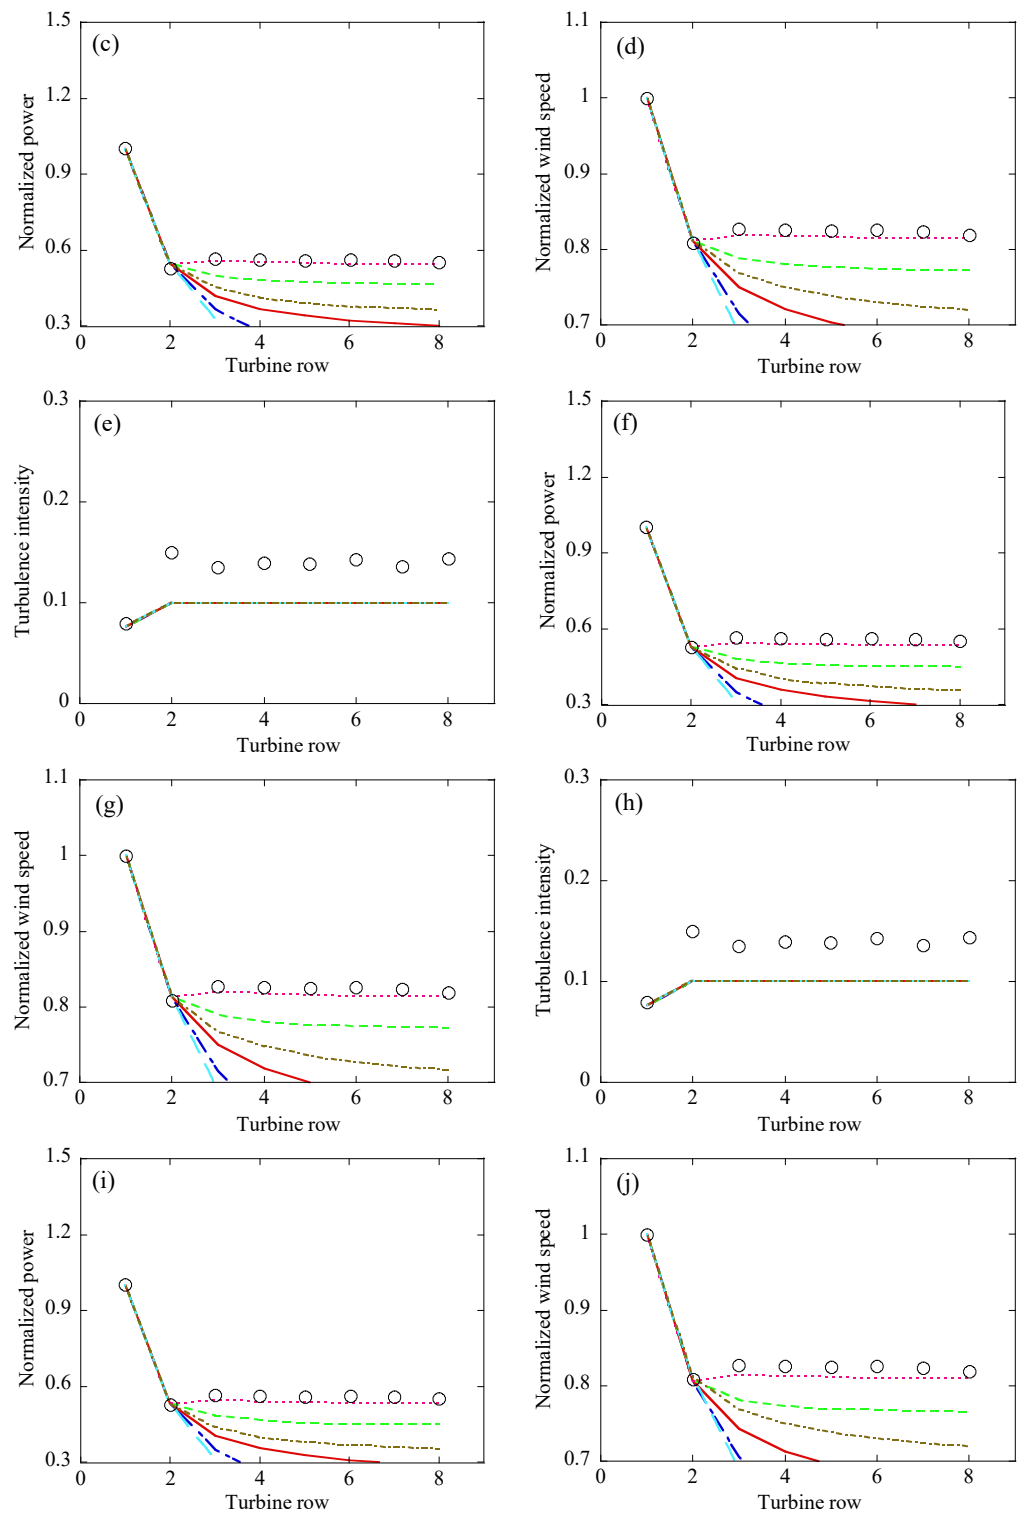 (c)
Normalized power
1.5
1.2
0.9
0.6
0.3
0 2 4 6 8
Turbine row
(d)
Normalized wind speed
1.1
1
0.9
0.8
0.7
0 2 4 6 8
Turbine row
(e)
Turbulence intensity
0.3
0.2
0.1
0
0 2 4 6 8
Turbine row
(f)
Normalized power
1.5
1.2
0.9
0.6
0.3
0 2 4 6 8
Turbine row
(g)
Normalized wind speed
1.1
1
0.9
0.8
0.7
0 2 4 6 8
Turbine row
(h)
Turbulence intensity
0.3
0.2
0.1
0
0 2 4 6 8
Turbine row
(i)
Normalized power
1.5
1.2
0.9
0.6
0.3
0 2 4 6 8
Turbine row
(j)
Normalized wind speed
1.1
1
0.9
0.8
0.7
0 2 4 6 8
Turbine row